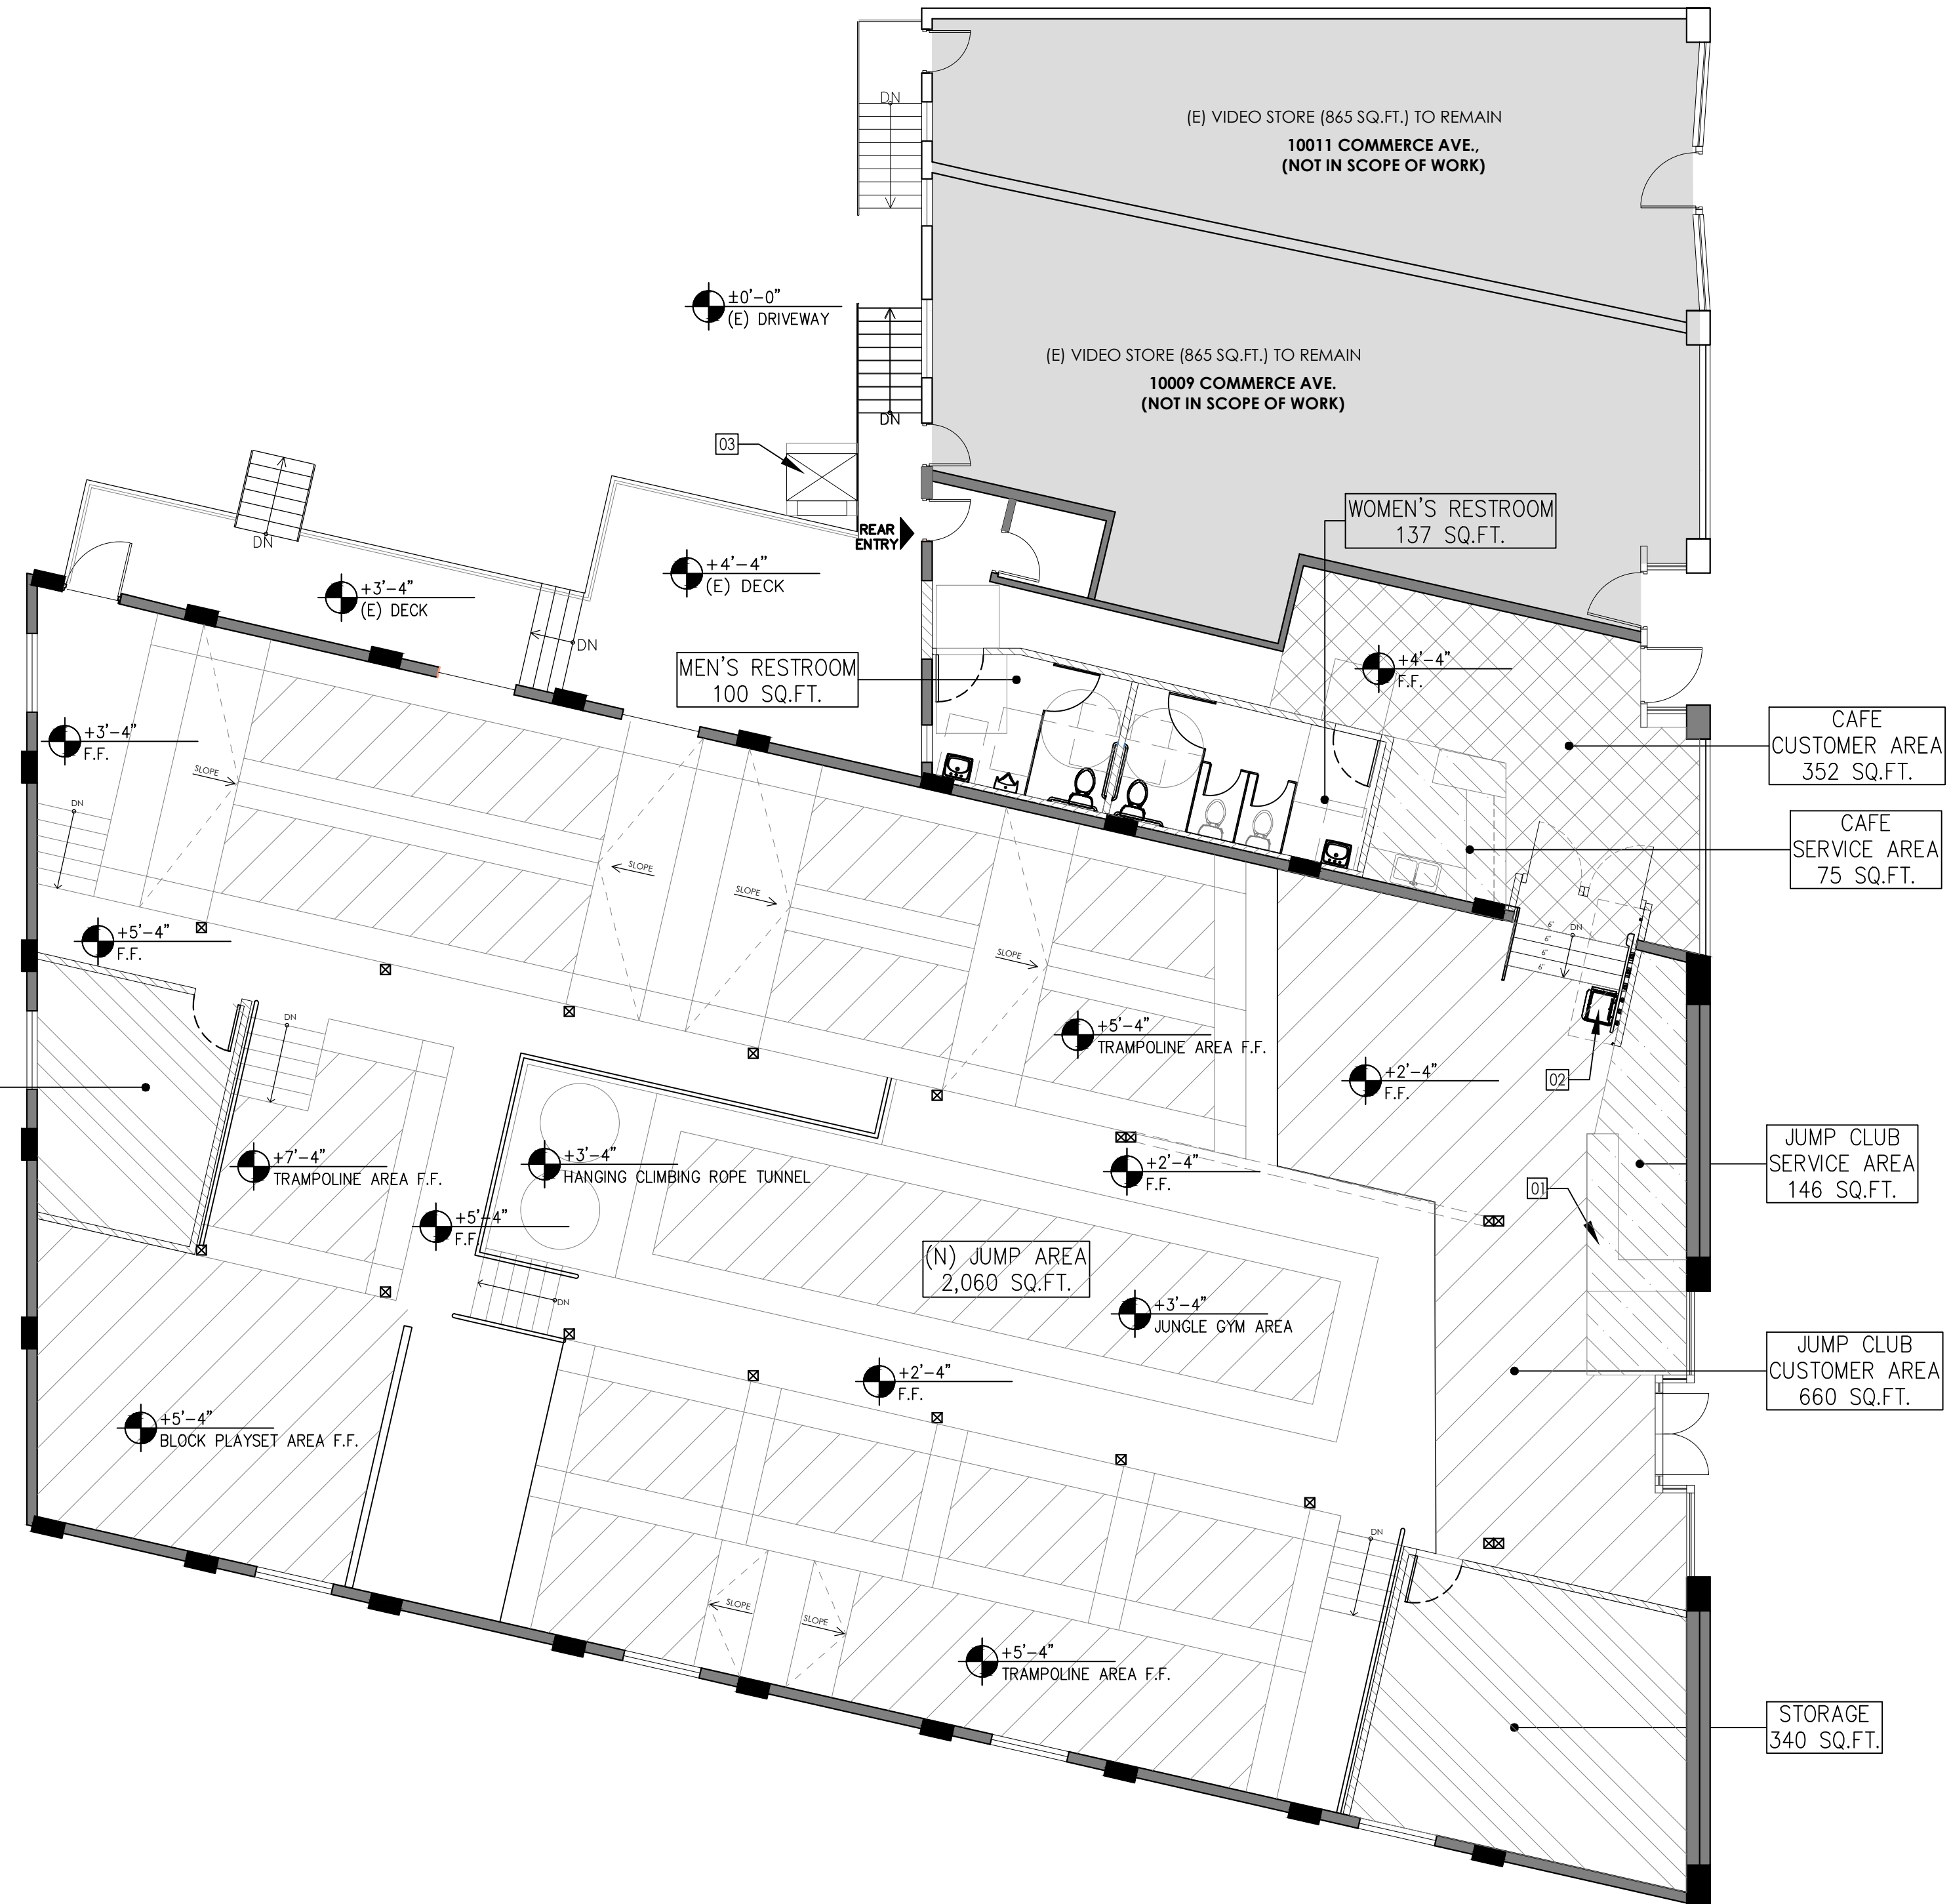 DN
(E) VIDEO STORE (865 SQ.FT.) TO REMAIN
10011 COMMERCE AVE.,
(NOT IN SCOPE OF WORK)
±0'-0"
(E) DRIVEWAY
(E) VIDEO STORE (865 SQ.FT.) TO REMAIN
10009 COMMERCE AVE.
(NOT IN SCOPE OF WORK)
DN
03
WOMEN'S RESTROOM
137 SQ.FT.
REAR
ENTRY
DN
+4'-4"
(E) DECK
+3'-4"
(E) DECK
DN
MEN'S RESTROOM
100 SQ.FT.
+4'-4"
F.F.
CAFE
CUSTOMER AREA
352 SQ.FT.
+3'-4"
F.F.
SLOPE
DN
SLOPE
SLOPE
CAFE
SERVICE AREA
75 SQ.FT.
+5'-4"
F.F.
SLOPE
6"
DN
6"
6"
6"
DN
+5'-4"
TRAMPOLINE AREA F.F.
+2'-4"
F.F.
02
+7'-4"
TRAMPOLINE AREA F.F.
+3'-4"
HANGING CLIMBING ROPE TUNNEL
+2'-4"
F.F.
JUMP CLUB
SERVICE AREA
146 SQ.FT.
01
+5'-4"
F.F.
(N) JUMP AREA
2,060 SQ.FT.
DN
+3'-4"
JUNGLE GYM AREA
+2'-4"
F.F.
JUMP CLUB
CUSTOMER AREA
660 SQ.FT.
+5'-4"
BLOCK PLAYSET AREA F.F.
DN
SLOPE
SLOPE
+5'-4"
TRAMPOLINE AREA F.F.
STORAGE
340 SQ.FT.